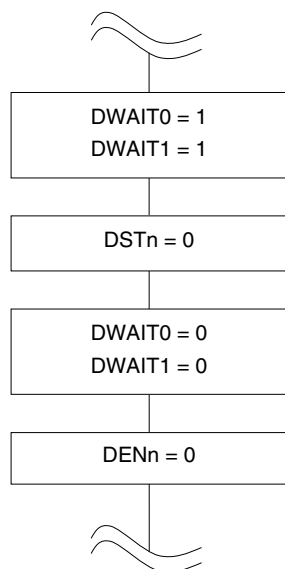 DWAIT0 = 1
DWAIT1 = 1
DSTn = 0
DWAIT0 = 0
DWAIT1 = 0
DENn = 0